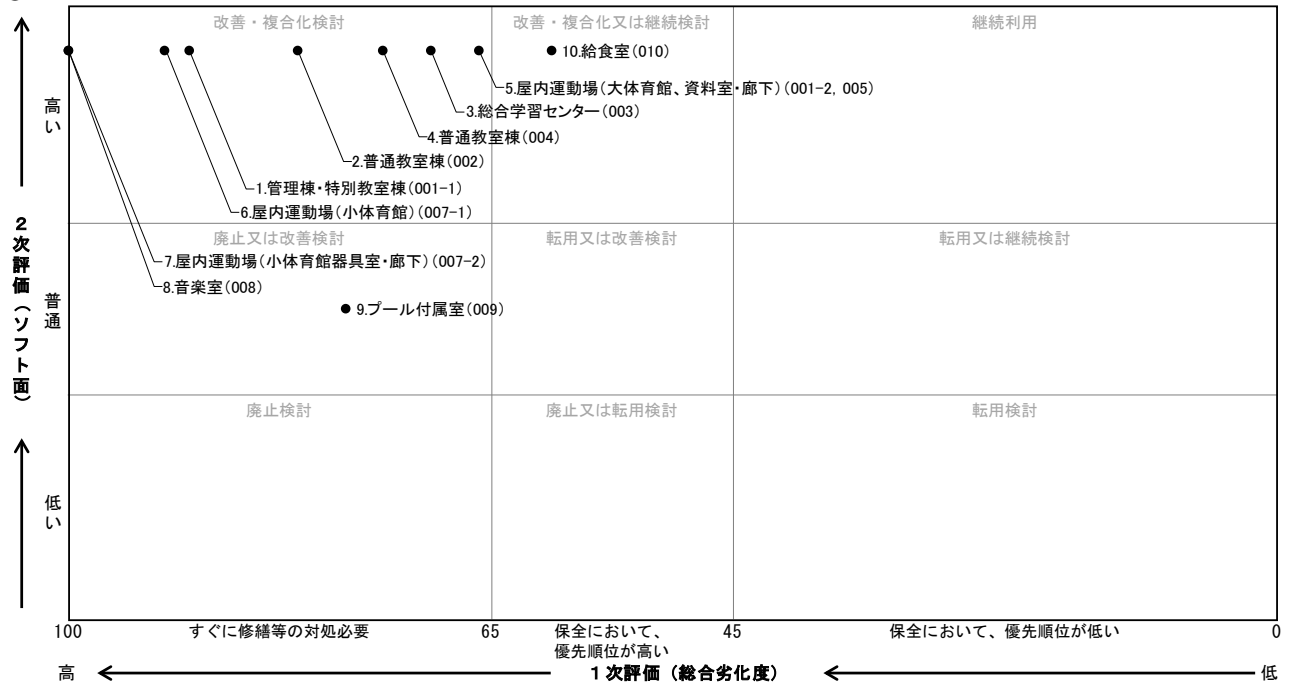 改善・複合化検討
改善・複合化又は継続検討
継続利用
10.給食室(010)
5.屋内運動場(大体育館、資料室・廊下)(001-2, 005)
3.総合学習センター(003)
4.普通教室棟(004)
2.普通教室棟(002)
1.管理棟・特別教室棟(001-1)
6.屋内運動場(小体育館)(007-1)
高い
2次評価(ソフト面)
廃止又は改善検討
転用又は改善検討
転用又は継続検討
7.屋内運動場(小体育館器具室・廊下)(007-2)
8.音楽室(008)
普通
9.プール付属室(009)
廃止検討
廃止又は転用検討
転用検討
低い
100
すぐに修繕等の対処必要
65
保全において、
優先順位が高い
45
保全において、優先順位が低い
0
高
1次評価(総合劣化度)
低